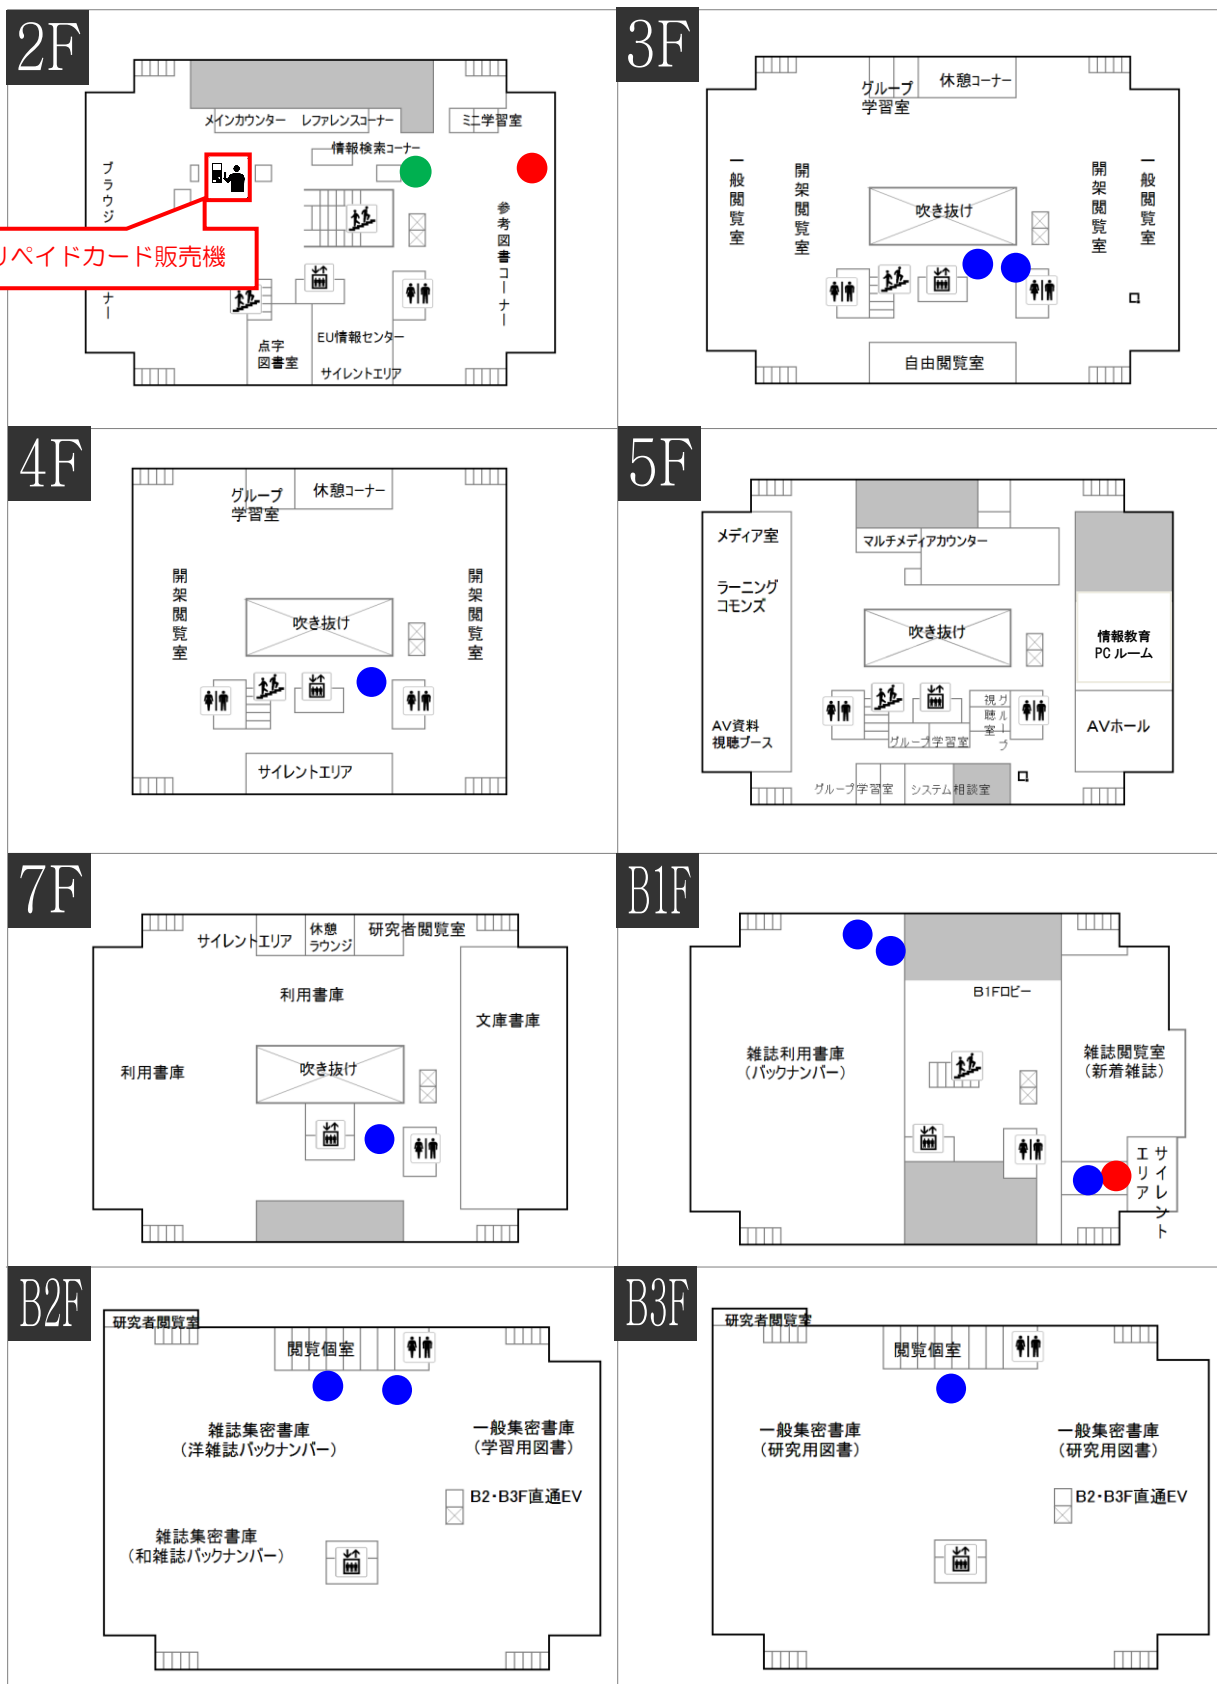 2F
メインカウンター
レファレンスコーナー
ミニ学習室
情報検索コーナー
ブラウジ
ナー
リペイドカード販売機
参考図書コーナー
点字
図書室
EU情報センター
サイレントエリア
3F
グループ
学習室
休憩コーナー
一般閲覧室
開架閲覧室
吹き抜け
開架閲覧室
一般閲覧室
自由閲覧室
4F
グループ
学習室
休憩コーナー
開架閲覧室
吹き抜け
開架閲覧室
サイレントエリア
5F
メディア室
マルチメディアカウンター
ラーニング
コモンズ
吹き抜け
情報教育
PC ルーム
AV資料
視聴ブース
グループ学習室
グループ
視聴室
AVホール
グループ学習室
システム相談室
7F
サイレントエリア
休憩
ラウンジ
研究者閲覧室
利用書庫
文庫書庫
利用書庫
吹き抜け
B1F
B1Fロビー
雑誌利用書庫
(バックナンバー)
雑誌閲覧室
(新着雑誌)
サイレント
エリア
B2F
研究者閲覧室
閲覧個室
雑誌集密書庫
(洋雑誌バックナンバー)
一般集密書庫
(学習用図書)
B2・B3F直通EV
雑誌集密書庫
(和雑誌バックナンバー)
B3F
研究者閲覧室
閲覧個室
一般集密書庫
(研究用図書)
一般集密書庫
(研究用図書)
B2・B3F直通EV